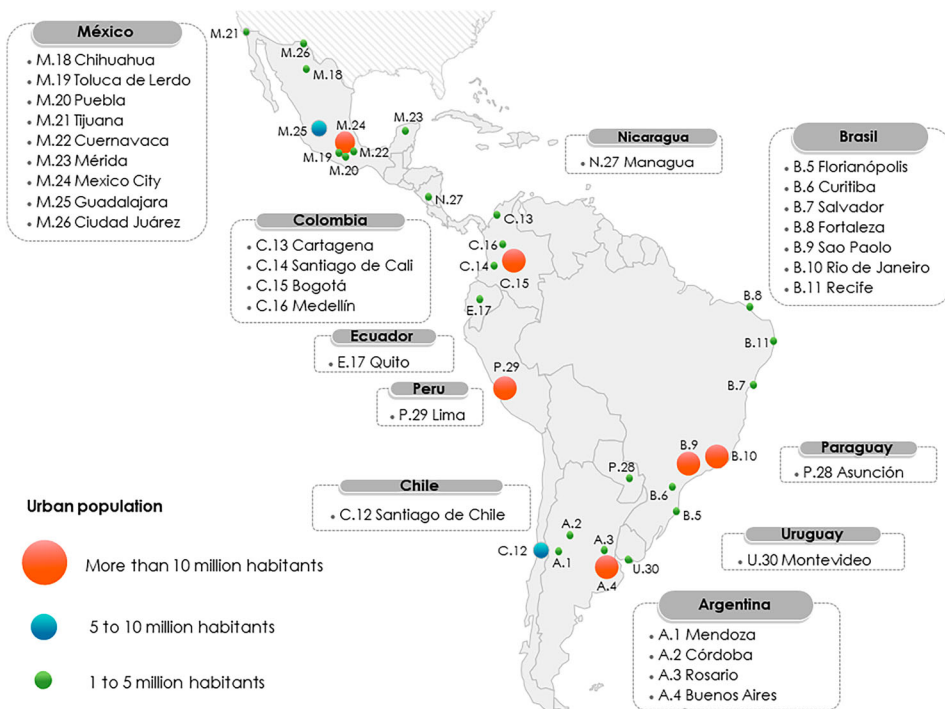 México
• M.18 Chihuahua
• M.19 Toluca de Lerdo
• M.20 Puebla
• M.21 Tijuana
• M.22 Cuernavaca
• M.23 Mérida
• M.24 Mexico City
• M.25 Guadalajara
• M.26 Ciudad Juárez
M.21
M.26
M.18
M.25
M.24
M.23
M.19
M.22
M.20
N.27
Nicaragua
• N.27 Managua
Brasil
• B.5 Florianópolis
• B.6 Curitiba
• B.7 Salvador
• B.8 Fortaleza
• B.9 Sao Paolo
• B.10 Rio de Janeiro
• B.11 Recife
Colombia
• C.13 Cartagena
• C.14 Santiago de Cali
• C.15 Bogotá
• C.16 Medellín
C.13
C.16
C.14
C.15
E.17
B.8
B.11
B.7
Ecuador
• E.17 Quito
Peru
• P.29 Lima
P.29
B.9
B.10
P.28
B.6
B.5
Paraguay
• P.28 Asunción
Chile
• C.12 Santiago de Chile
C.12
A.2
A.1
A.3
A.4
U.30
Uruguay
• U.30 Montevideo
Argentina
• A.1 Mendoza
• A.2 Córdoba
• A.3 Rosario
• A.4 Buenos Aires
Urban population
More than 10 million habitants
5 to 10 million habitants
1 to 5 million habitants